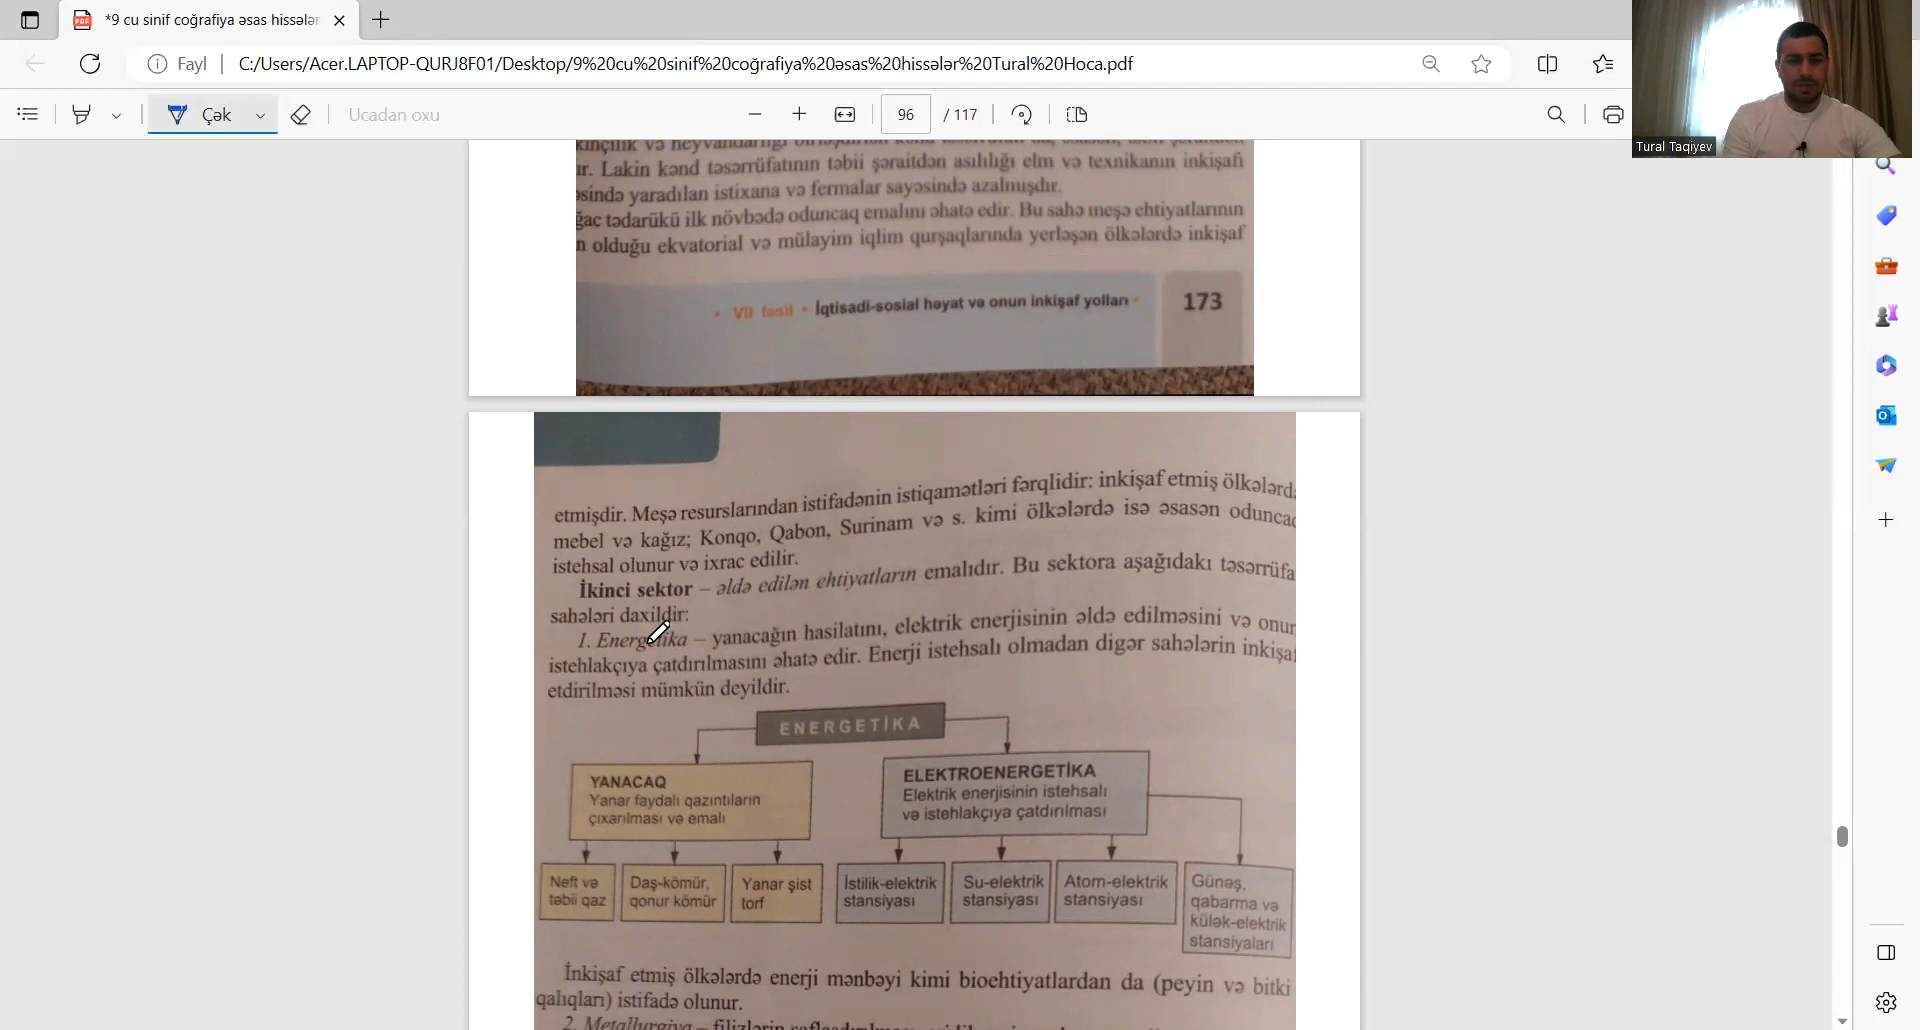 *9 cu sinif coğrafiya əsas hissələr
Fayl
C:/Users/Acer.LAPTOP-QURJ8F01/Desktop/9%20cu%20sinif%20coğrafiya%20əsas%20hissələr%20Tural%20Hoca.pdf
Çək
Ucadan oxu
96 / 117
Tural Taqiyev
kinçilik və heyvandarlığı
ır. Lakin kənd təsərrüfatının təbii şəraitdən asılılığı elm və texnikanın inkişafı
əsində yaradılan istixana və fermalar sayəsində azalmışdır.
ğac tədarükü ilk növbədə oduncaq emalını əhatə edir. Bu sahə meşə ehtiyatlarının
n olduğu ekvatorial və mülayim iqlim qurşaqlarında yerləşən ölkələrdə inkişaf
• VII fəsil • İqtisadi-sosial həyat və onun inkişaf yolları •
173
etmişdir. Meşə resurslarından istifadənin istiqamətləri fərqlidir: inkişaf etmiş ölkələrd
mebel və kağız; Konqo, Qabon, Surinam və s. kimi ölkələrdə isə əsasən odunca
istehsal olunur və ixrac edilir.
İkinci sektor – əldə edilən ehtiyatların emalıdır. Bu sektora aşağıdakı təsərrüfa
sahələri daxildir:
1. Energetika – yanacağın hasilatını, elektrik enerjisinin əldə edilməsini və onun
istehlakçıya çatdırılmasını əhatə edir. Enerji istehsalı olmadan digər sahələrin inkişa
etdirilməsi mümkün deyildir.
ENERGETİKA
YANACAQ
Yanar faydalı qazıntıların
çıxarılması və emalı
ELEKTROENERGETİKA
Elektrik enerjisinin istehsalı
və istehlakçıya çatdırılması
Neft və
təbii qaz
Daş-kömür,
qonur kömür
Yanar şist
torf
İstilik-elektrik
stansiyası
Su-elektrik
stansiyası
Atom-elektrik
stansiyası
Günəş,
qabarma və
külək-elektrik
stansiyaları
İnkişaf etmiş ölkələrdə enerji mənbəyi kimi bioehtiyatlardan da (peyin və bitki
qalıqları) istifadə olunur.
2. Metallurgiya – filizlərin